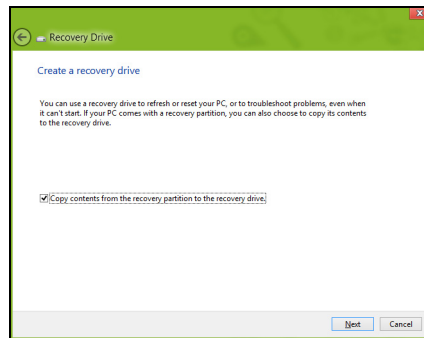 Recovery Drive
Create a recovery drive
You can use a recovery drive to refresh or reset your PC, or to troubleshoot problems, even when
it can't start. If your PC comes with a recovery partition, you can also choose to copy its contents
to the recovery drive.
Copy contents from the recovery partition to the recovery drive.
Next Cancel